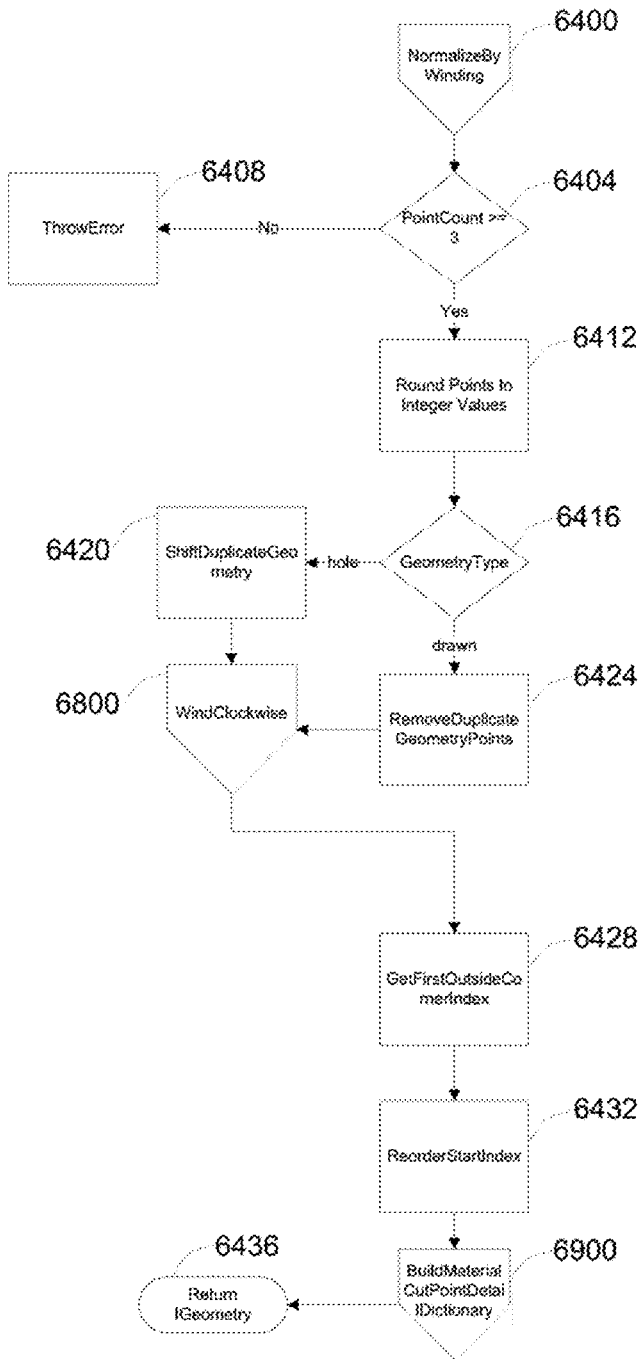 6400
NormalizeBy
Winding
6408
6404
ThrowError
No
PointCount >=
3
Yes
6412
Round Points In
Integer Values
6420
6416
ShiftDuplicateGeo
metry
hole
GeometryType
drawn
6800
6424
WindClockwise
RemoveDuplicate
GeometryPoints
6428
GetFirstOutsideCo
rnerIndex
6432
ReorderStartIndex
6436
6900
Return
IGeometry
BuildMaterial
CutPointDetai
lDictionary